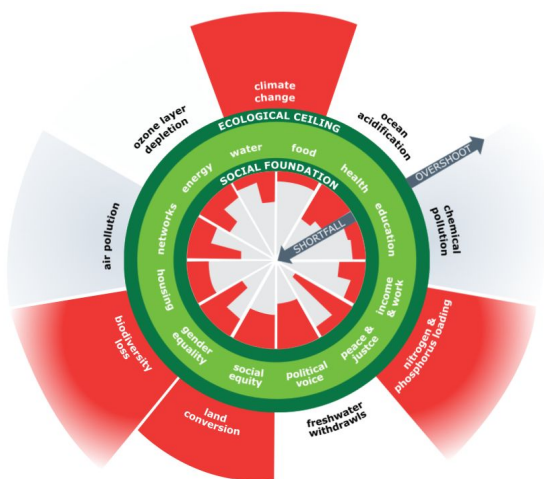 climate
change
ozone layer
depletion
ocean
acidification
ECOLOGICAL CEILING
OVERSHOOT
water
food
energy
health
SOCIAL FOUNDATION
networks
education
SHORTFALL
air pollution
chemical
pollution
housing
income
& work
gender
equality
peace &
justce
social
equity
political
voice
biodiversity
loss
nitrogen &
phosphorus loading
land
conversion
freshwater
withdrawls